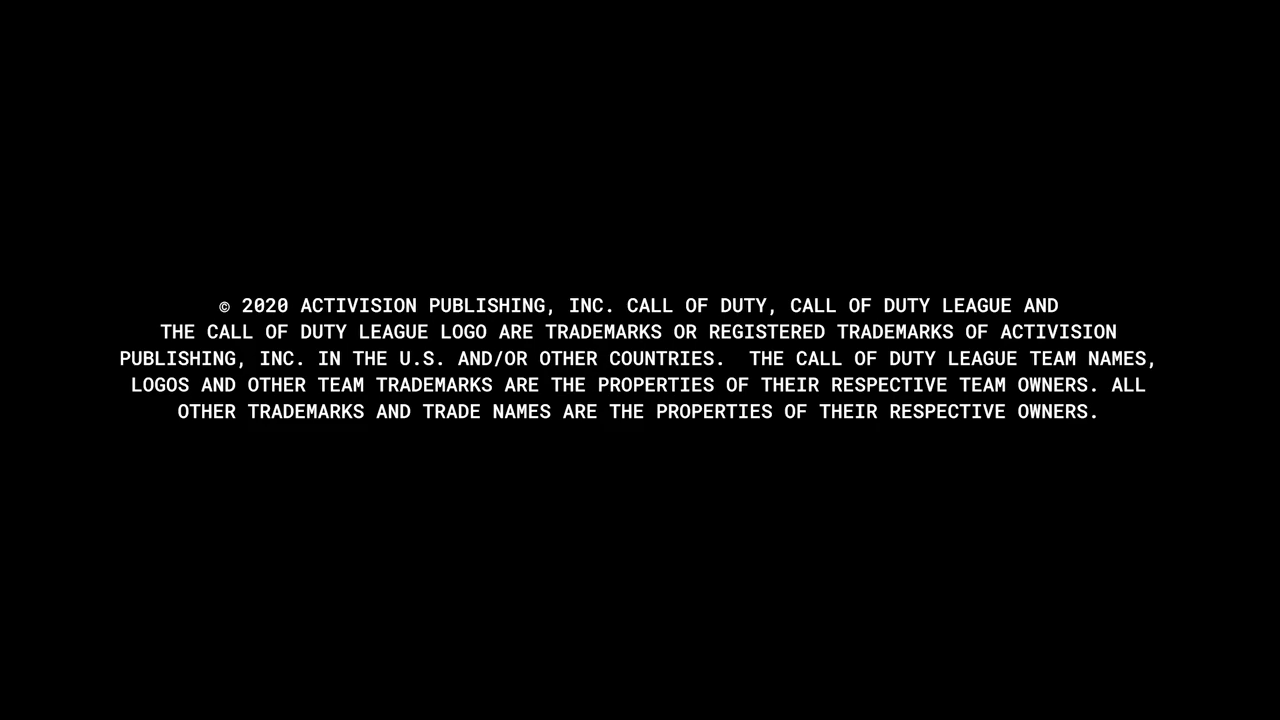 © 2020 ACTIVISION PUBLISHING, INC. CALL OF DUTY, CALL OF DUTY LEAGUE AND
THE CALL OF DUTY LEAGUE LOGO ARE TRADEMARKS OR REGISTERED TRADEMARKS OF ACTIVISION
PUBLISHING, INC. IN THE U.S. AND/OR OTHER COUNTRIES.  THE CALL OF DUTY LEAGUE TEAM NAMES,
LOGOS AND OTHER TEAM TRADEMARKS ARE THE PROPERTIES OF THEIR RESPECTIVE TEAM OWNERS. ALL
OTHER TRADEMARKS AND TRADE NAMES ARE THE PROPERTIES OF THEIR RESPECTIVE OWNERS.